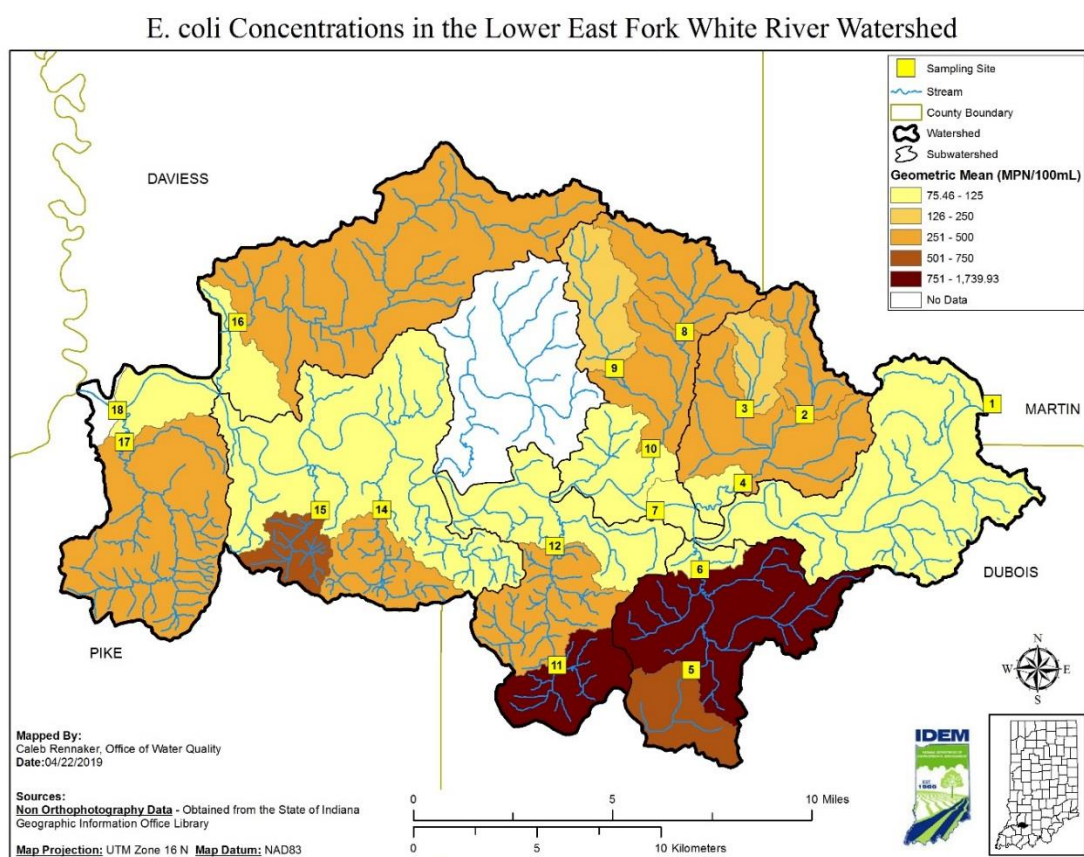 E. coli Concentrations in the Lower East Fork White River Watershed
Sampling Site
Stream
County Boundary
Watershed
Subwatershed
Geometric Mean (MPN/100mL)
75.46 - 125
126 - 250
251 - 500
501 - 750
751 - 1,739.93
No Data
DAVIESS
16
8
9
1
18
3
2
MARTIN
17
10
4
15
14
7
12
6
DUBOIS
PIKE
11
5
N
W E
S
Mapped By:
Caleb Rennaker, Office of Water Quality
Date:04/22/2019
Sources:
Non Orthophotography Data - Obtained from the State of Indiana
Geographic Information Office Library
Map Projection: UTM Zone 16 N Map Datum: NAD83
0 5 10 Miles
0 5 10 Kilometers
IDEM